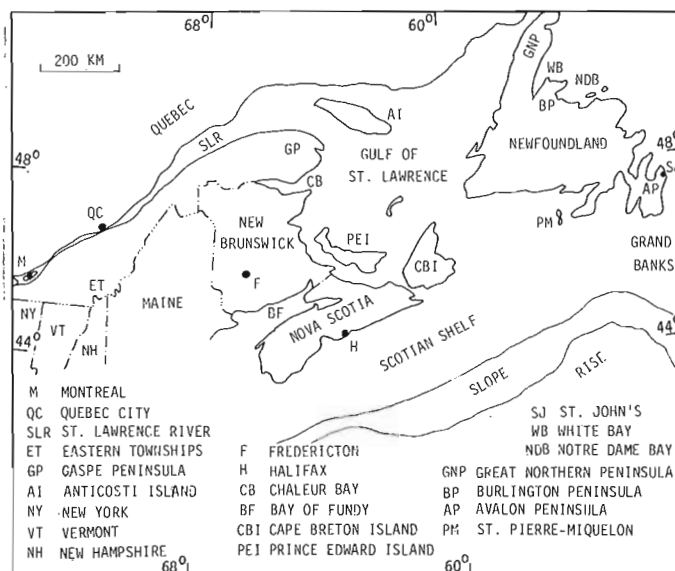 68°
60°
200 KM
GNP
WB
NDB
BP
QUEBEC
AI
SLR
GP
GULF OF
ST. LAWRENCE
NEWFOUNDLAND
48°
48°
S
AP
CB
QC
NEW
BRUNSWICK
PM
PEI
CBI
GRAND
BANKS
M
ET
MAINE
F
NY
VT
BF
NOVA SCOTIA
NH
44°
44°
H
SCOTIAN SHELF
SLOPE
RISE
M MONTREAL
QC QUEBEC CITY
SLR ST. LAWRENCE RIVER
ET EASTERN TOWNSHIPS
GP GASPE PENINSULA
AI ANTICOSTI ISLAND
NY NEW YORK
VT VERMONT
NH NEW HAMPSHIRE
F FREDERICTON
H HALIFAX
CB CHALEUR BAY
BF BAY OF FUNDY
CBI CAPE BRETON ISLAND
PEI PRINCE EDWARD ISLAND
SJ ST. JOHN'S
WB WHITE BAY
NDB NOTRE DAME BAY
GNP GREAT NORTHERN PENINSULA
BP BURLINGTON PENINSULA
AP AVALON PENINSULA
PM ST. PIERRE-MIQUELON
68°
60°